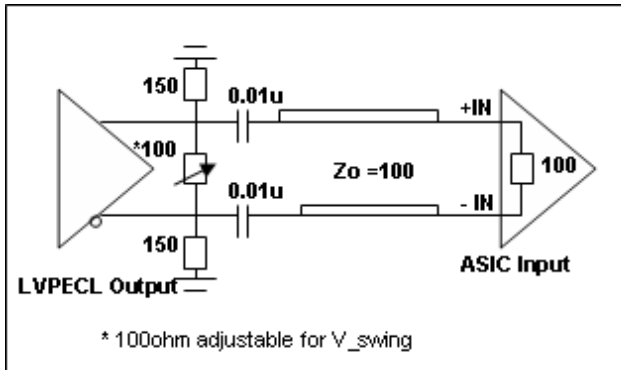 150
0.01u
+IN
*100
Zo =100
100
0.01u
- IN
150
ASIC Input
LVPECL Output
* 100ohm adjustable for V_swing